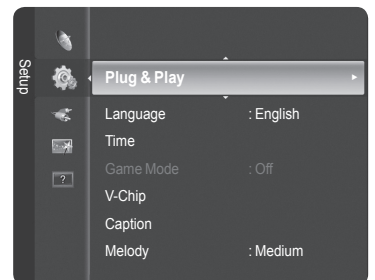 Setup
Plug & Play
Language : English
Time
Game Mode : Off
V-Chip
Caption
Melody : Medium
?